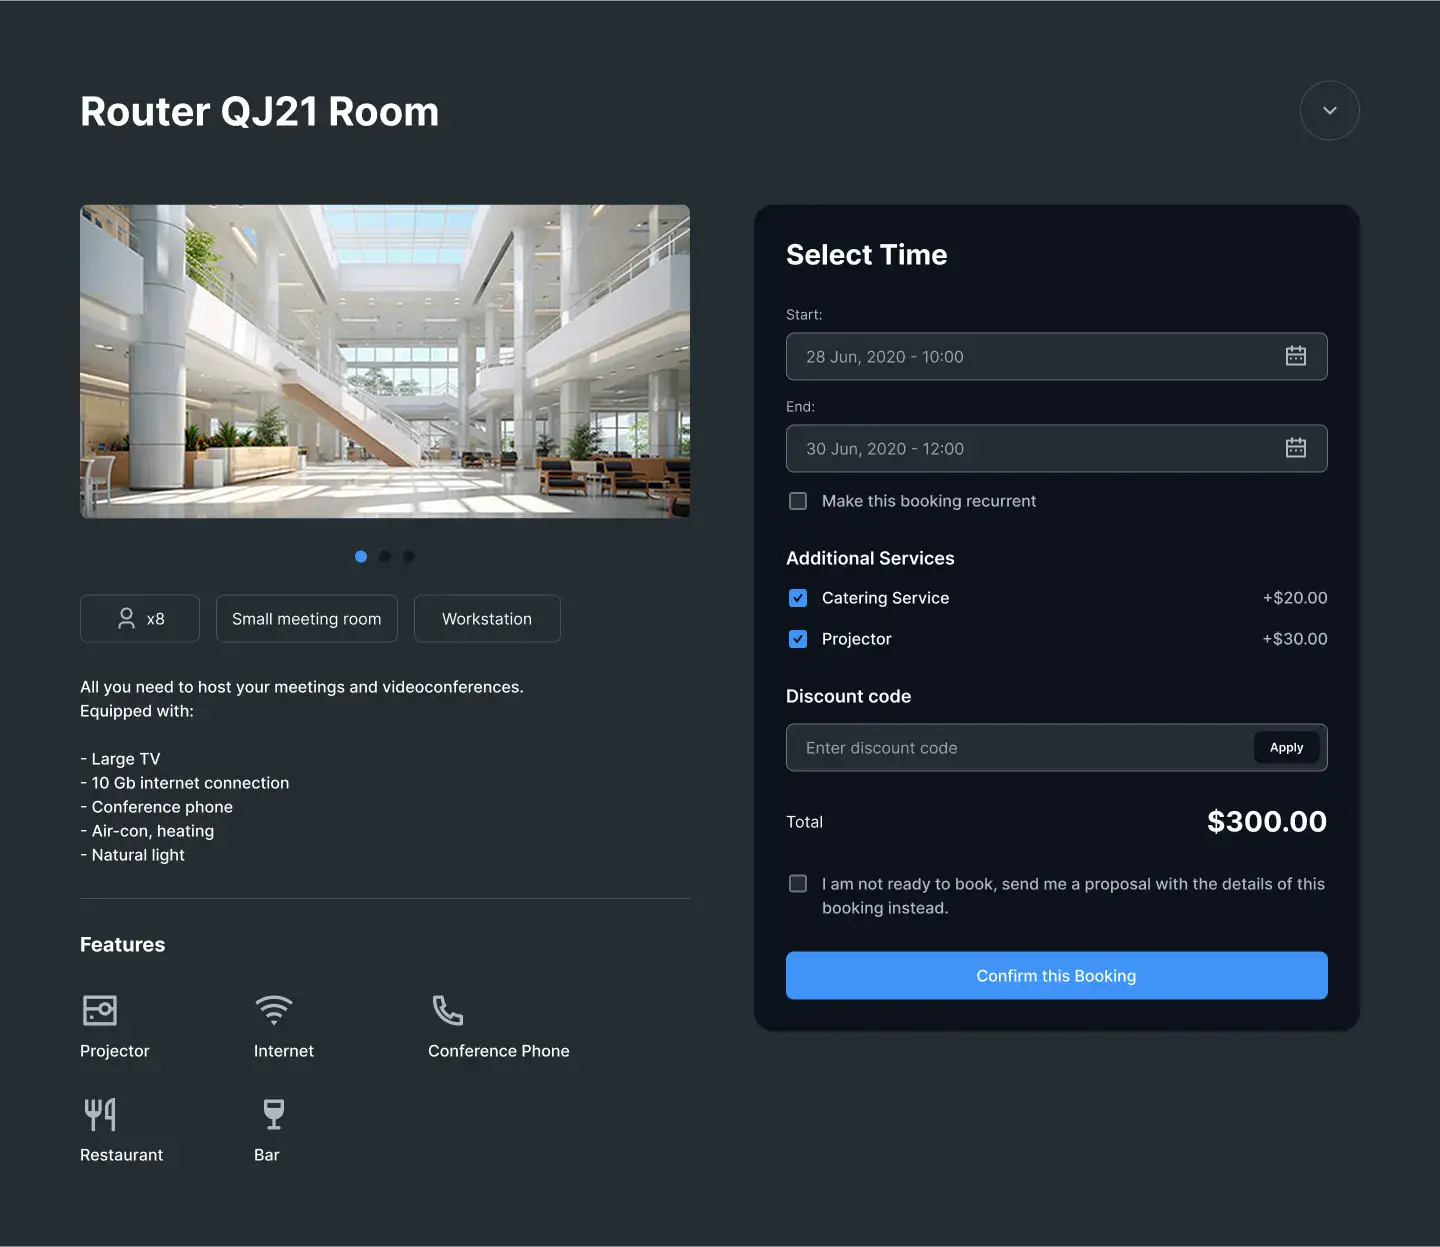 Router QJ21 Room
x8
Small meeting room
Workstation
All you need to host your meetings and videoconferences.
Equipped with:
- Large TV
- 10 Gb internet connection
- Conference phone
- Air-con, heating
- Natural light
Features
Projector
Internet
Conference Phone
Restaurant
Bar
Select Time
Start:
28 Jun, 2020 - 10:00
End:
30 Jun, 2020 - 12:00
Make this booking recurrent
Additional Services
Catering Service +$20.00
Projector +$30.00
Discount code
Enter discount code
Apply
Total $300.00
I am not ready to book, send me a proposal with the details of this
booking instead.
Confirm this Booking